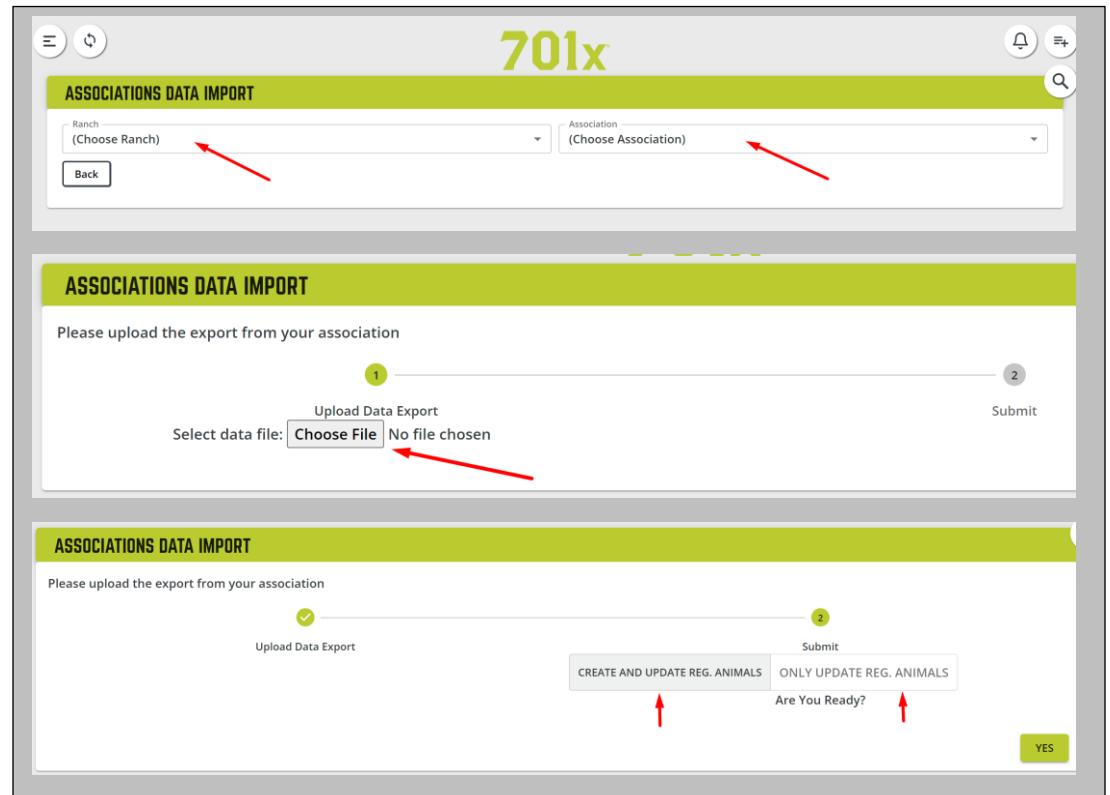 701x
ASSOCIATIONS DATA IMPORT
Ranch
(Choose Ranch)
Association
(Choose Association)
Back
ASSOCIATIONS DATA IMPORT
Please upload the export from your association
1
2
Upload Data Export
Submit
Select data file: Choose File No file chosen
ASSOCIATIONS DATA IMPORT
Please upload the export from your association
2
Upload Data Export
Submit
CREATE AND UPDATE REG. ANIMALS
ONLY UPDATE REG. ANIMALS
Are You Ready?
YES